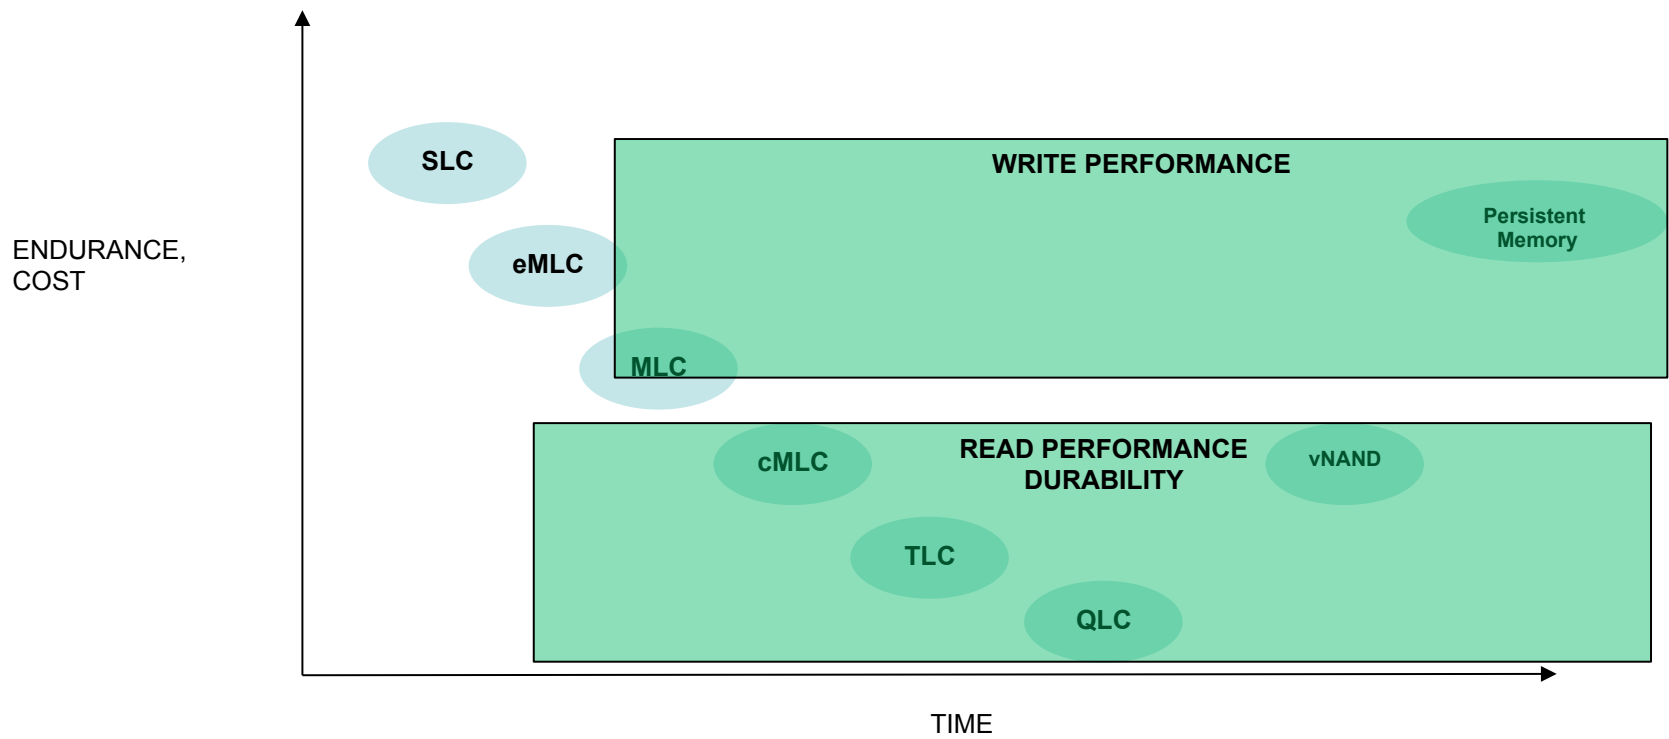 SLC
WRITE PERFORMANCE
Persistent
Memory
ENDURANCE,
COST
eMLC
MLC
cMLC
READ PERFORMANCE
DURABILITY
vNAND
TLC
QLC
TIME